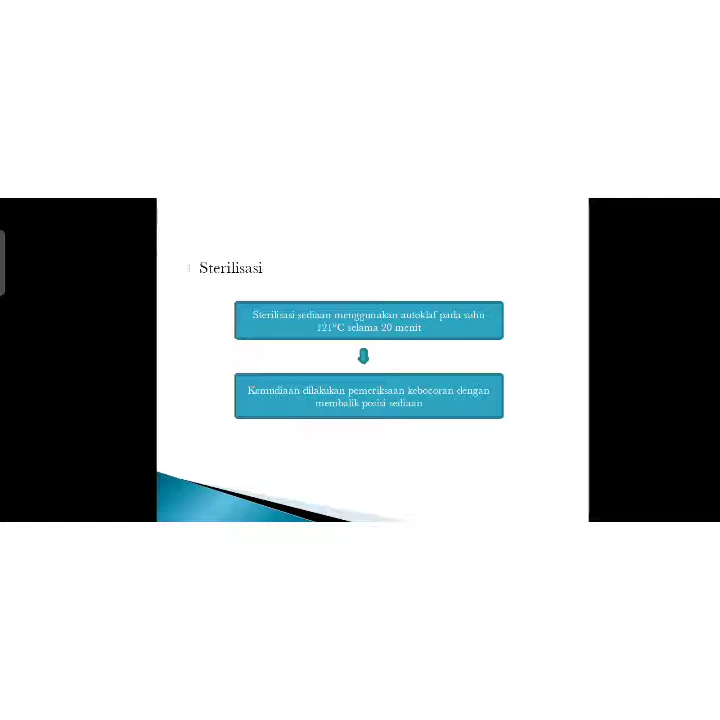 Sterilisasi
Sterilisasi sediaan menggunakan autoklaf pada suhu
121°C selama 20 menit
Kemudiaan dilakukan pemeriksaan kebocoran dengan
membalik posisi sediaan